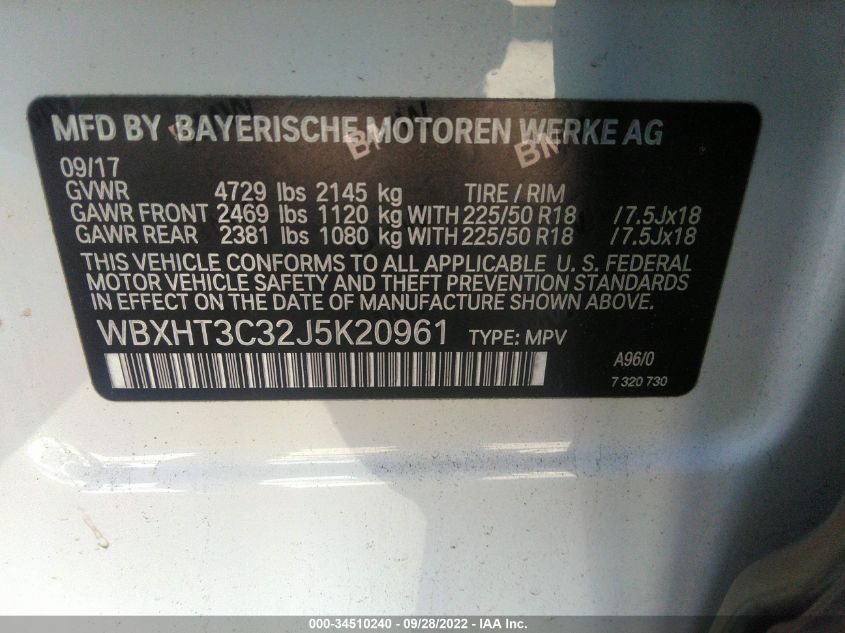 MFD BY BAYERISCHE MOTOREN WERKE AG
09/17
GVWR 4729 lbs 2145 kg TIRE / RIM
GAWR FRONT 2469 lbs 1120 kg WITH 225/50 R18 /7.5Jx18
GAWR REAR 2381 lbs 1080 kg WITH 225/50 R18 /7.5Jx18
THIS VEHICLE CONFORMS TO ALL APPLICABLE U. S. FEDERAL
MOTOR VEHICLE SAFETY AND THEFT PREVENTION STANDARDS
IN EFFECT ON THE DATE OF MANUFACTURE SHOWN ABOVE.
WBXHT3C32J5K20961 TYPE: MPV
A96/0
7 320 730
000-34510240 - 09/28/2022 - IAA Inc.